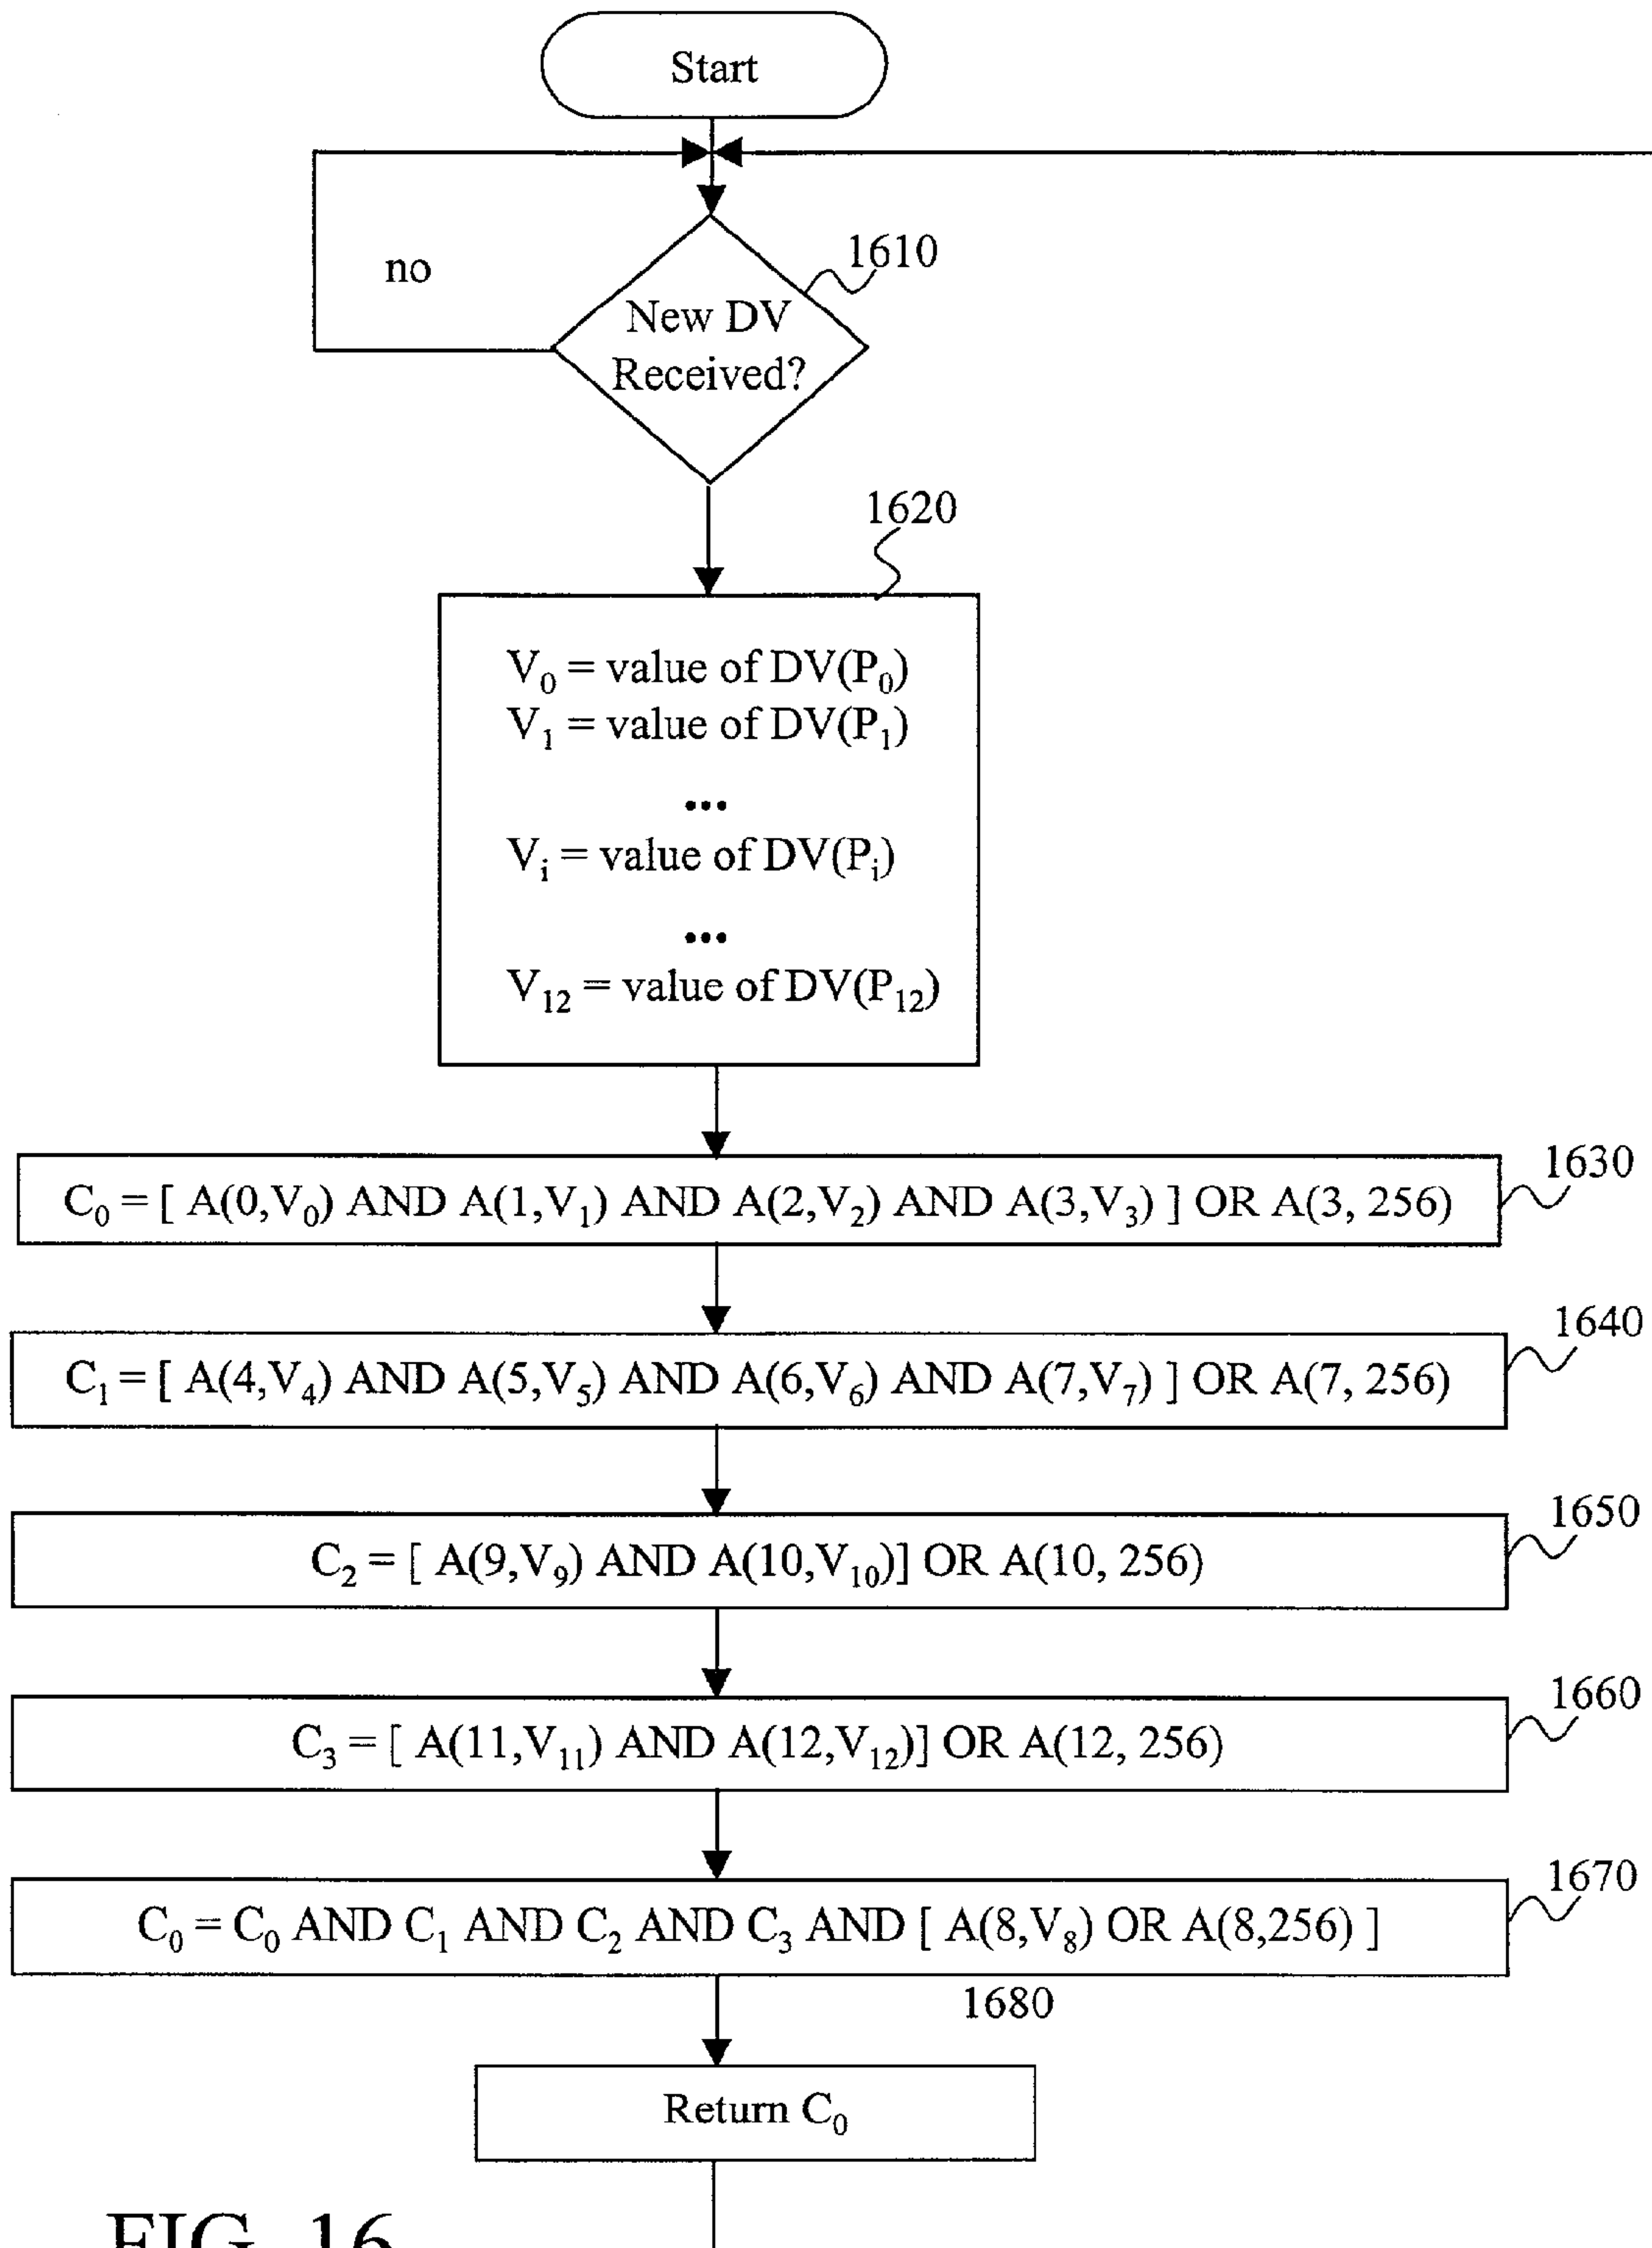 Start
no
1610
New DV
Received?
1620
V₀ = value of DV(P₀)
V₁ = value of DV(P₁)
...
Vᵢ = value of DV(Pᵢ)
...
V₁₂ = value of DV(P₁₂)
1630
C₀ = [ A(0,V₀) AND A(1,V₁) AND A(2,V₂) AND A(3,V₃) ] OR A(3, 256)
1640
C₁ = [ A(4,V₄) AND A(5,V₅) AND A(6,V₆) AND A(7,V₇) ] OR A(7, 256)
1650
C₂ = [ A(9,V₉) AND A(10,V₁₀)] OR A(10, 256)
1660
C₃ = [ A(11,V₁₁) AND A(12,V₁₂)] OR A(12, 256)
1670
C₀ = C₀ AND C₁ AND C₂ AND C₃ AND [ A(8,V₈) OR A(8,256) ]
1680
Return C₀
FIG. 16